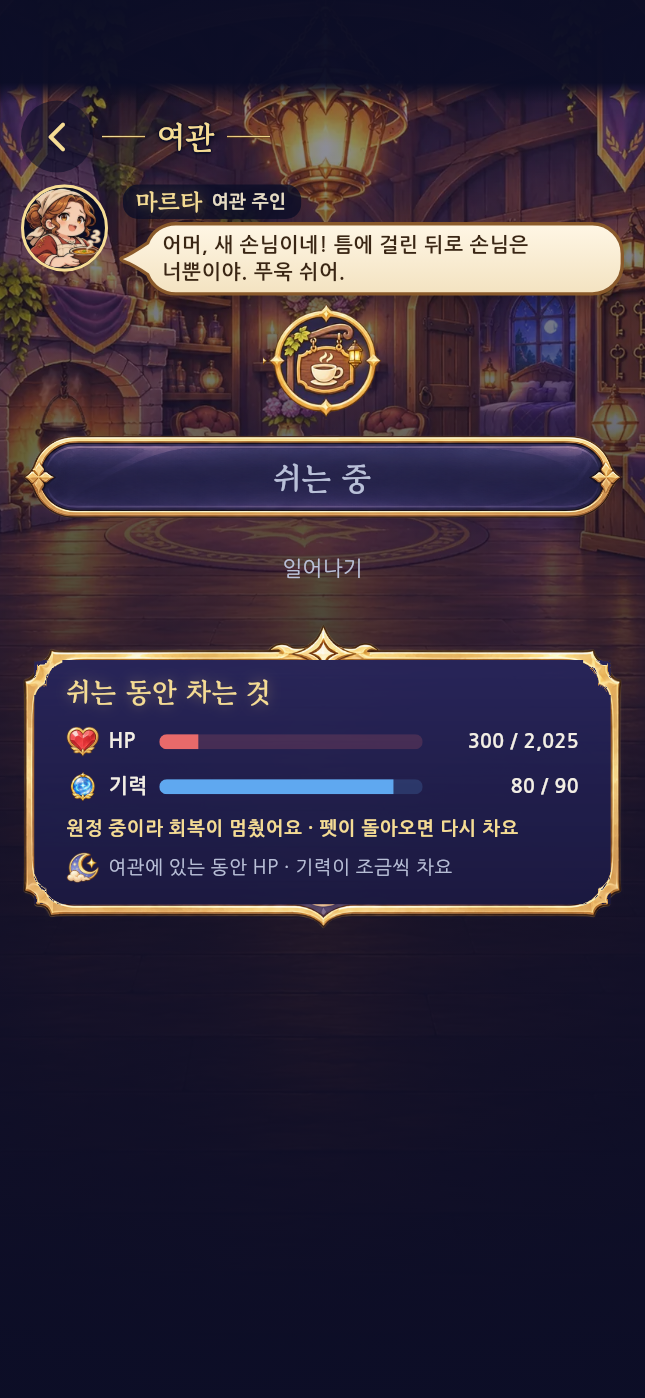 여관
마르타 여관 주인
어머, 새 손님이네! 틈에 걸린 뒤로 손님은
너뿐이야. 푸욱 쉬어.
쉬는 중
일어나기
쉬는 동안 차는 것
HP 300 / 2,025
기력 80 / 90
원정 중이라 회복이 멈췄어요 · 펫이 돌아오면 다시 차요
여관에 있는 동안 HP · 기력이 조금씩 차요